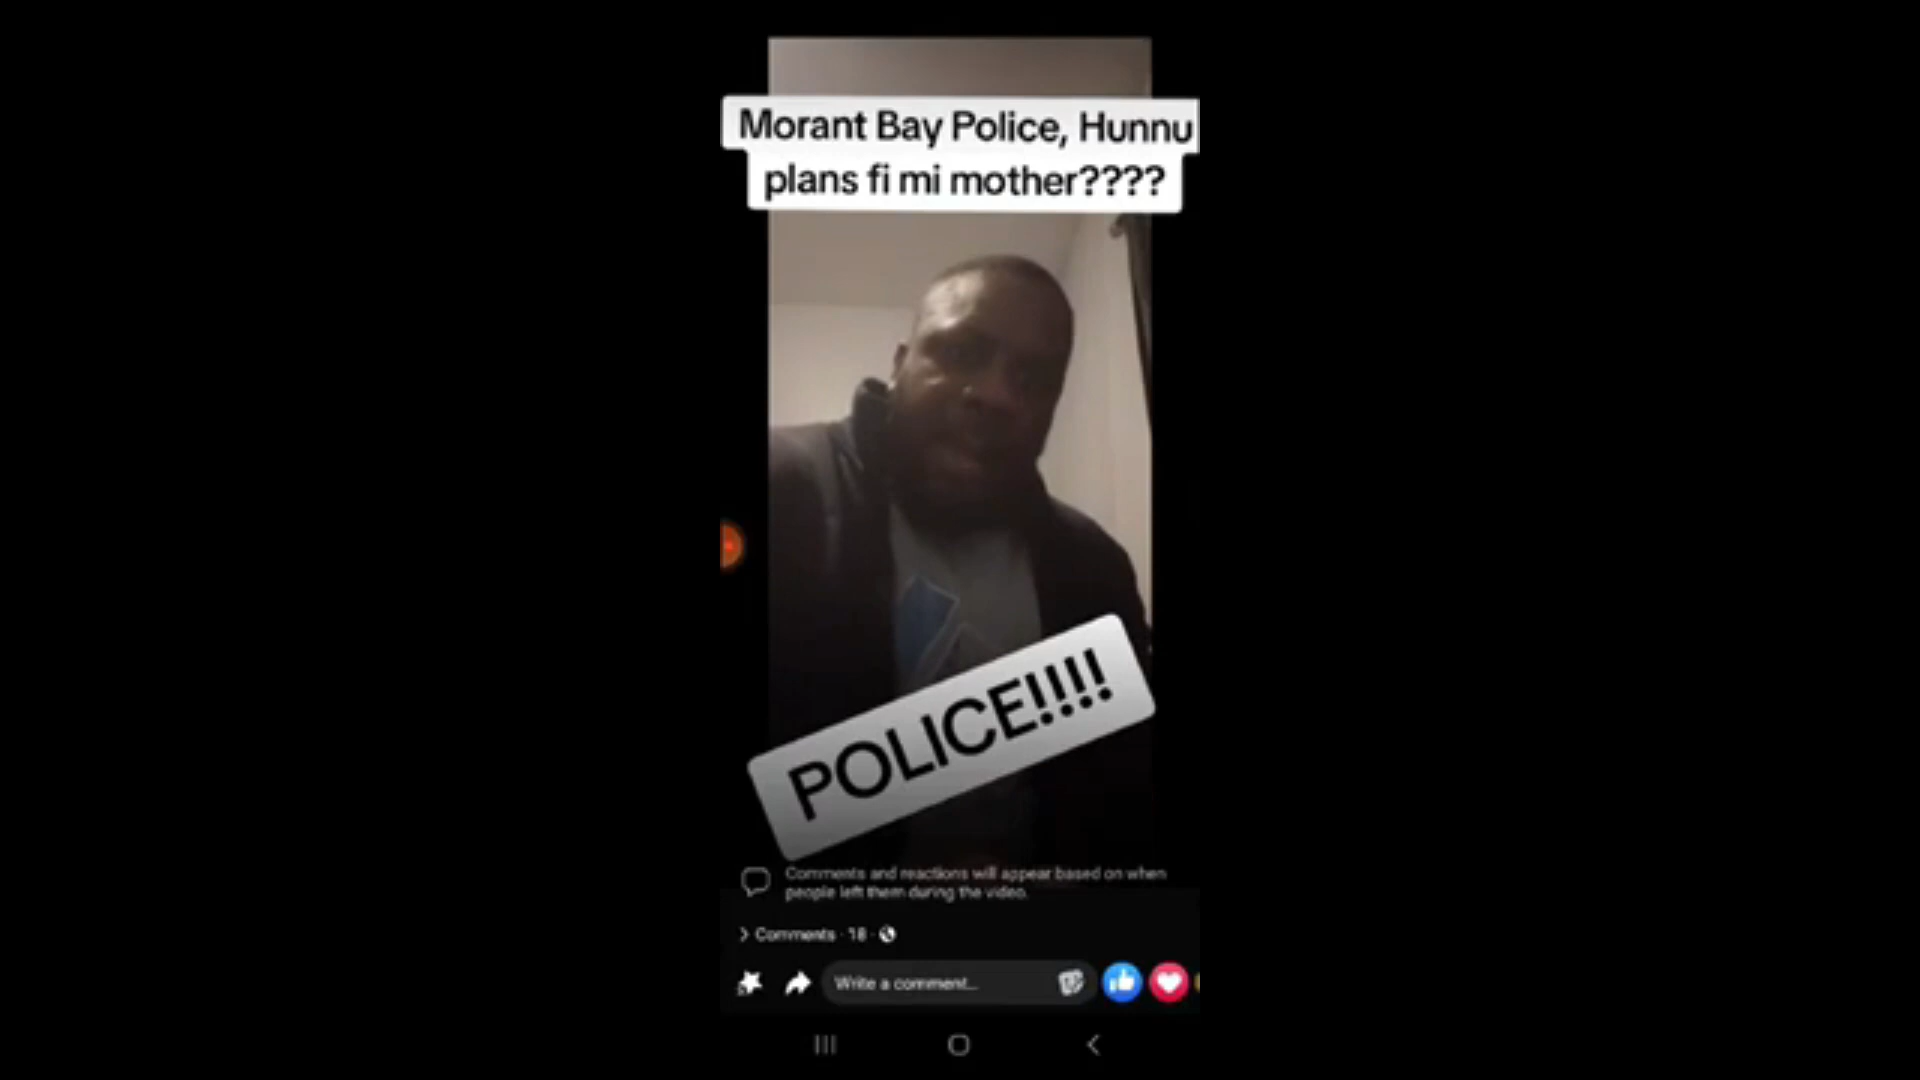 Morant Bay Police, Hunnu
plans fi mi mother????
POLICE!!!!
Comments and reactions will appear based on when
people left them during the video.
Comments · 18 ·
Write a comment...